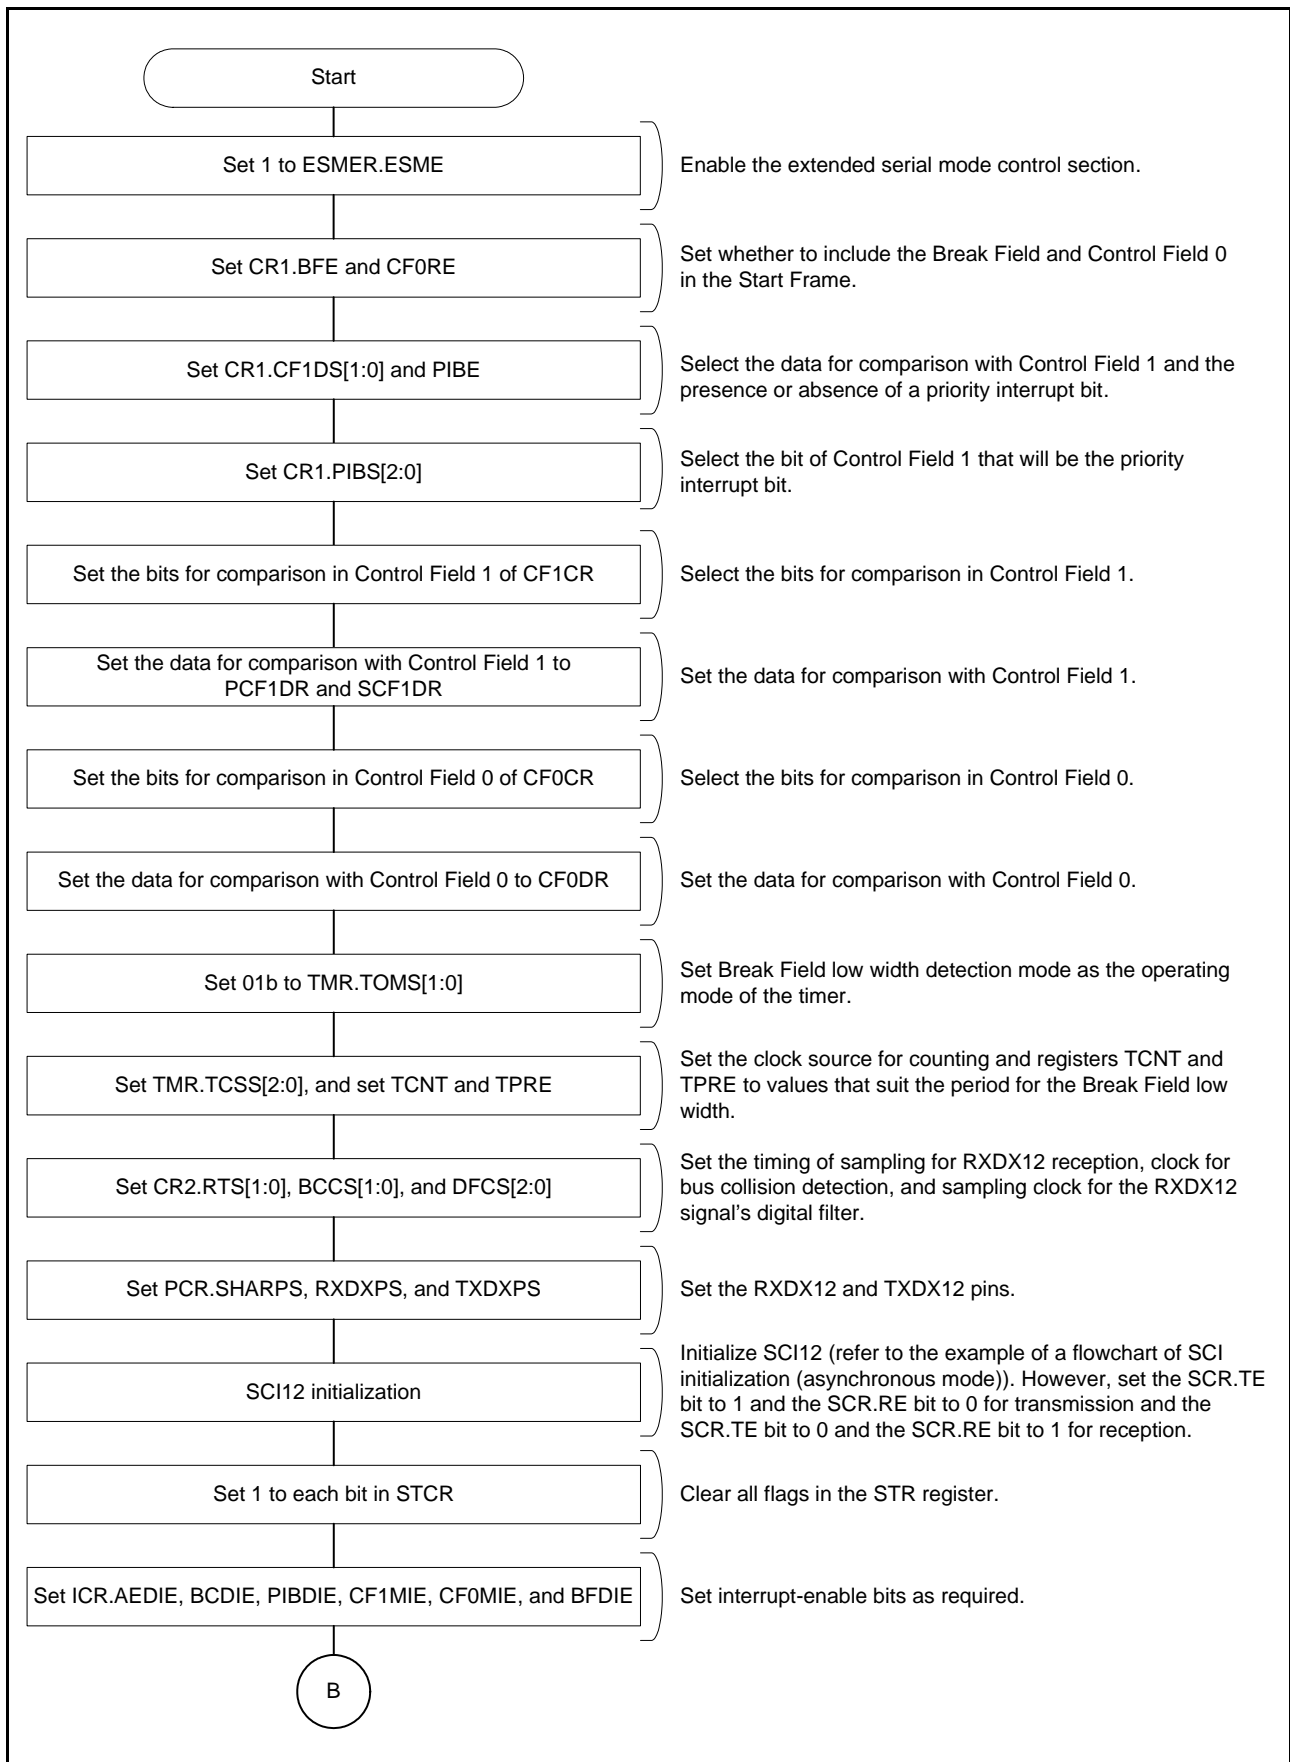 Start
Set 1 to ESMER.ESME
Enable the extended serial mode control section.
Set CR1.BFE and CF0RE
Set whether to include the Break Field and Control Field 0
in the Start Frame.
Set CR1.CF1DS[1:0] and PIBE
Select the data for comparison with Control Field 1 and the
presence or absence of a priority interrupt bit.
Set CR1.PIBS[2:0]
Select the bit of Control Field 1 that will be the priority
interrupt bit.
Set the bits for comparison in Control Field 1 of CF1CR
Select the bits for comparison in Control Field 1.
Set the data for comparison with Control Field 1 to
PCF1DR and SCF1DR
Set the data for comparison with Control Field 1.
Set the bits for comparison in Control Field 0 of CF0CR
Select the bits for comparison in Control Field 0.
Set the data for comparison with Control Field 0 to CF0DR
Set the data for comparison with Control Field 0.
Set 01b to TMR.TOMS[1:0]
Set Break Field low width detection mode as the operating
mode of the timer.
Set TMR.TCSS[2:0], and set TCNT and TPRE
Set the clock source for counting and registers TCNT and
TPRE to values that suit the period for the Break Field low
width.
Set CR2.RTS[1:0], BCCS[1:0], and DFCS[2:0]
Set the timing of sampling for RXDX12 reception, clock for
bus collision detection, and sampling clock for the RXDX12
signal's digital filter.
Set PCR.SHARPS, RXDXPS, and TXDXPS
Set the RXDX12 and TXDX12 pins.
SCI12 initialization
Initialize SCI12 (refer to the example of a flowchart of SCI
initialization (asynchronous mode)). However, set the SCR.TE
bit to 1 and the SCR.RE bit to 0 for transmission and the
SCR.TE bit to 0 and the SCR.RE bit to 1 for reception.
Set 1 to each bit in STCR
Clear all flags in the STR register.
Set ICR.AEDIE, BCDIE, PIBDIE, CF1MIE, CF0MIE, and BFDIE
Set interrupt-enable bits as required.
B